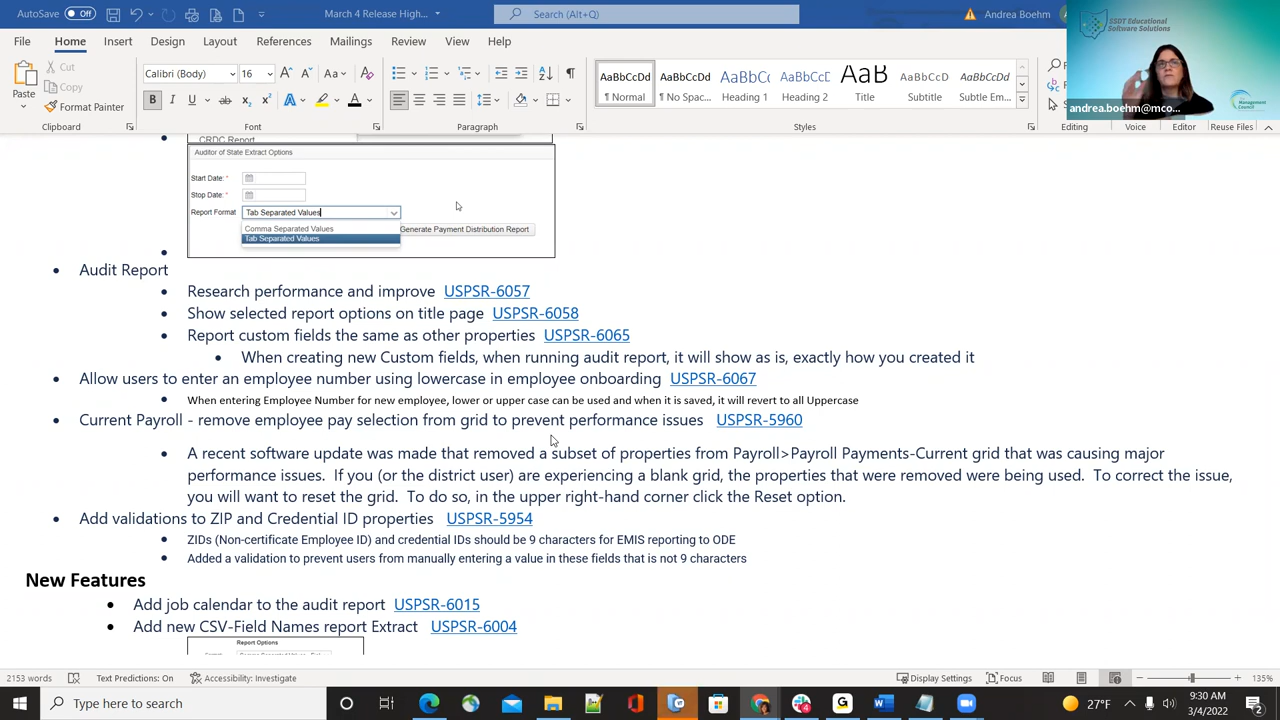 AutoSave Off
Search (Alt+Q)
Andrea Boehm
SSDT Educational
Software Solutions
Management
Council
andrea.boehm@mco...
File Home Insert Design Layout References Mailings Review View Help
Paste
Cut
Copy
Format Painter
Calibri (Body) 16
AaBbCcDd AaBbCcDd AaBbCc AaBbCcD AaB AaBbCcD AaBbCcDd
¶ Normal ¶ No Spac... Heading 1 Heading 2 Title Subtitle Subtle Em...
Clipboard Font Paragraph Styles Editing Voice Editor Reuse Files
CRDC Report
Auditor of State Extract Options
Start Date: *
Stop Date: *
Report Format Tab Separated Values
Comma Separated Values
Tab Separated Values
Generate Payment Distribution Report
• Audit Report
• Research performance and improve USPSR-6057
• Show selected report options on title page USPSR-6058
• Report custom fields the same as other properties USPSR-6065
• When creating new Custom fields, when running audit report, it will show as is, exactly how you created it
• Allow users to enter an employee number using lowercase in employee onboarding USPSR-6067
• When entering Employee Number for new employee, lower or upper case can be used and when it is saved, it will revert to all Uppercase
• Current Payroll - remove employee pay selection from grid to prevent performance issues USPSR-5960
• A recent software update was made that removed a subset of properties from Payroll>Payroll Payments-Current grid that was causing major
performance issues. If you (or the district user) are experiencing a blank grid, the properties that were removed were being used. To correct the issue,
you will want to reset the grid. To do so, in the upper right-hand corner click the Reset option.
• Add validations to ZIP and Credential ID properties USPSR-5954
• ZIDs (Non-certificate Employee ID) and credential IDs should be 9 characters for EMIS reporting to ODE
• Added a validation to prevent users from manually entering a value in these fields that is not 9 characters
New Features
• Add job calendar to the audit report USPSR-6015
• Add new CSV-Field Names report Extract USPSR-6004
Report Options
2153 words Text Predictions: On Accessibility: Investigate Display Settings Focus 135%
Type here to search
27°F
9:30 AM
3/4/2022